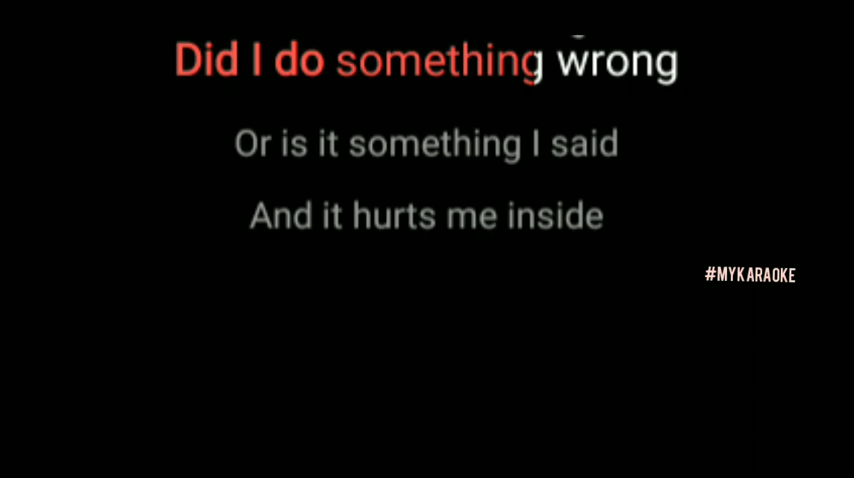 Did I do something wrong
Or is it something I said
And it hurts me inside
#MYKARAOKE